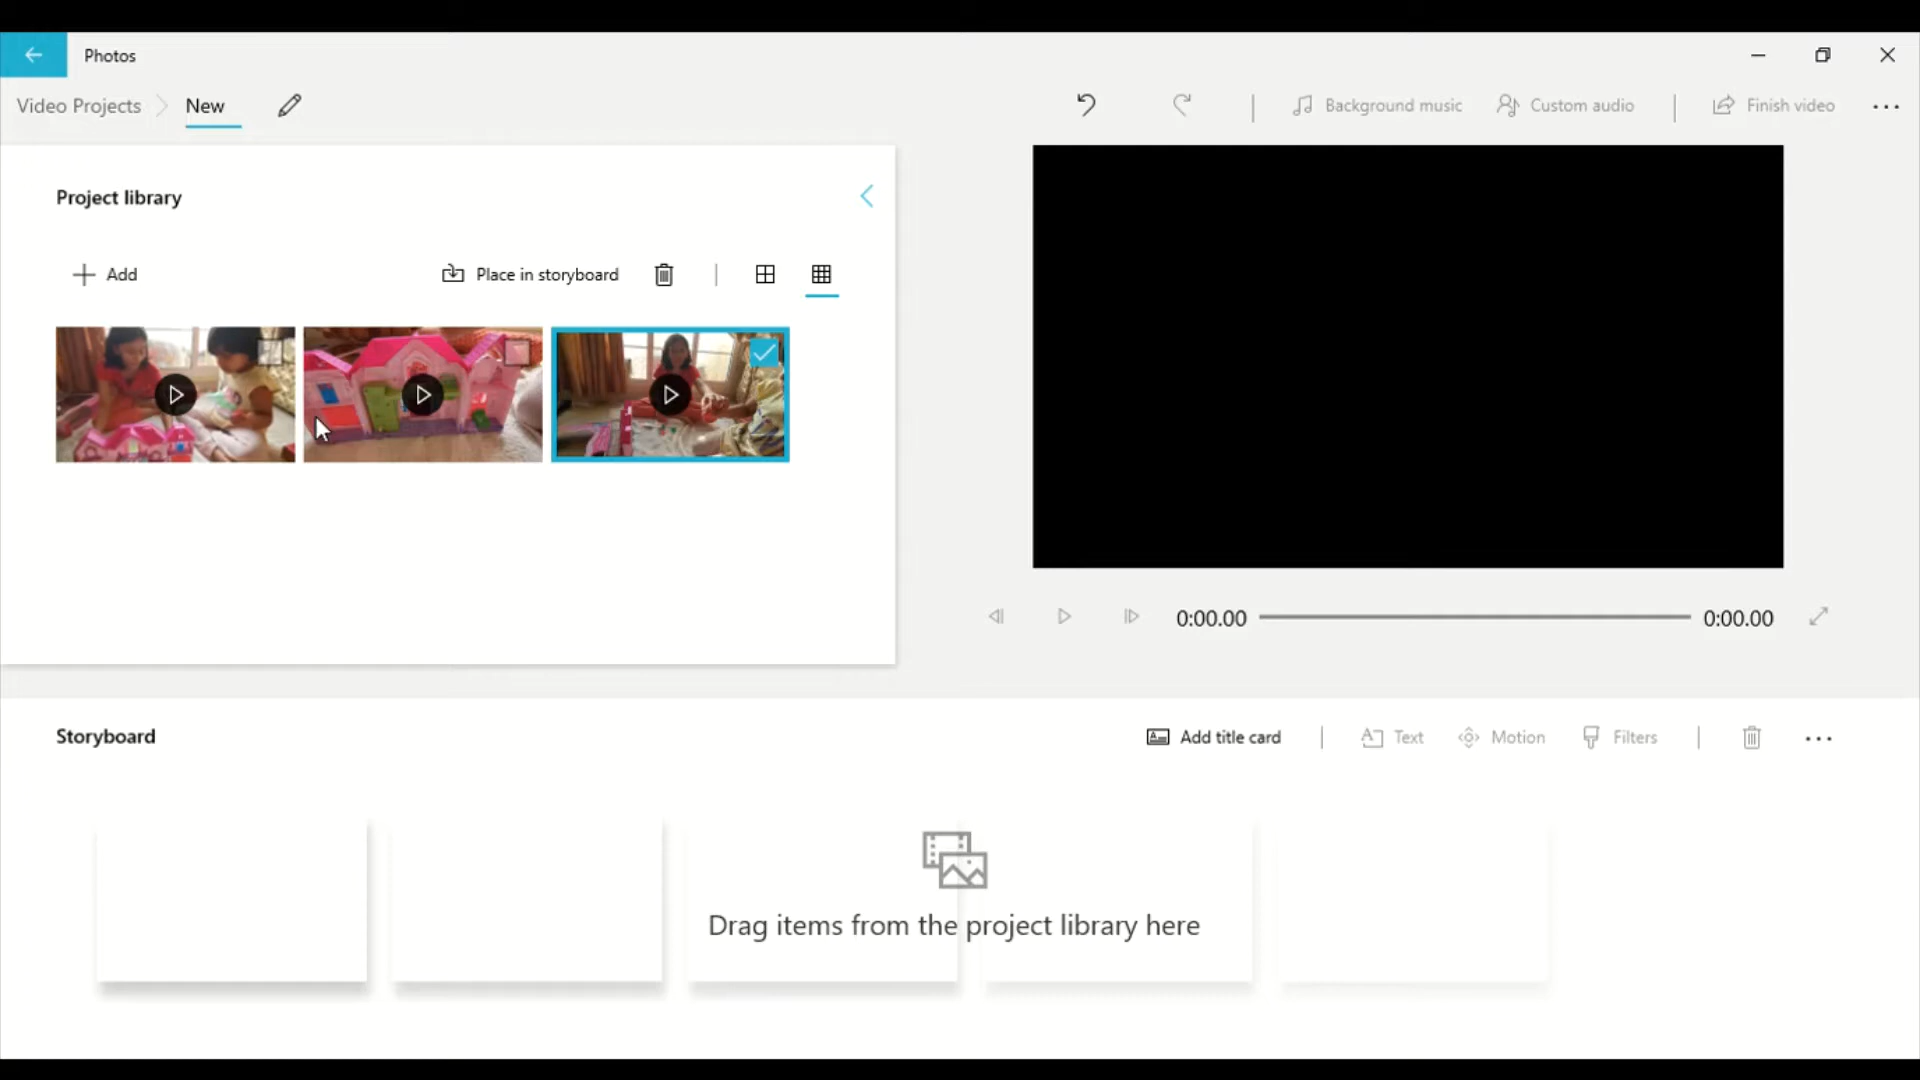 Photos
Video Projects
New
Background music
Custom audio
Finish video
Project library
Add
Place in storyboard
0:00.00
0:00.00
Storyboard
Add title card
Text
Motion
Filters
Drag items from the project library here